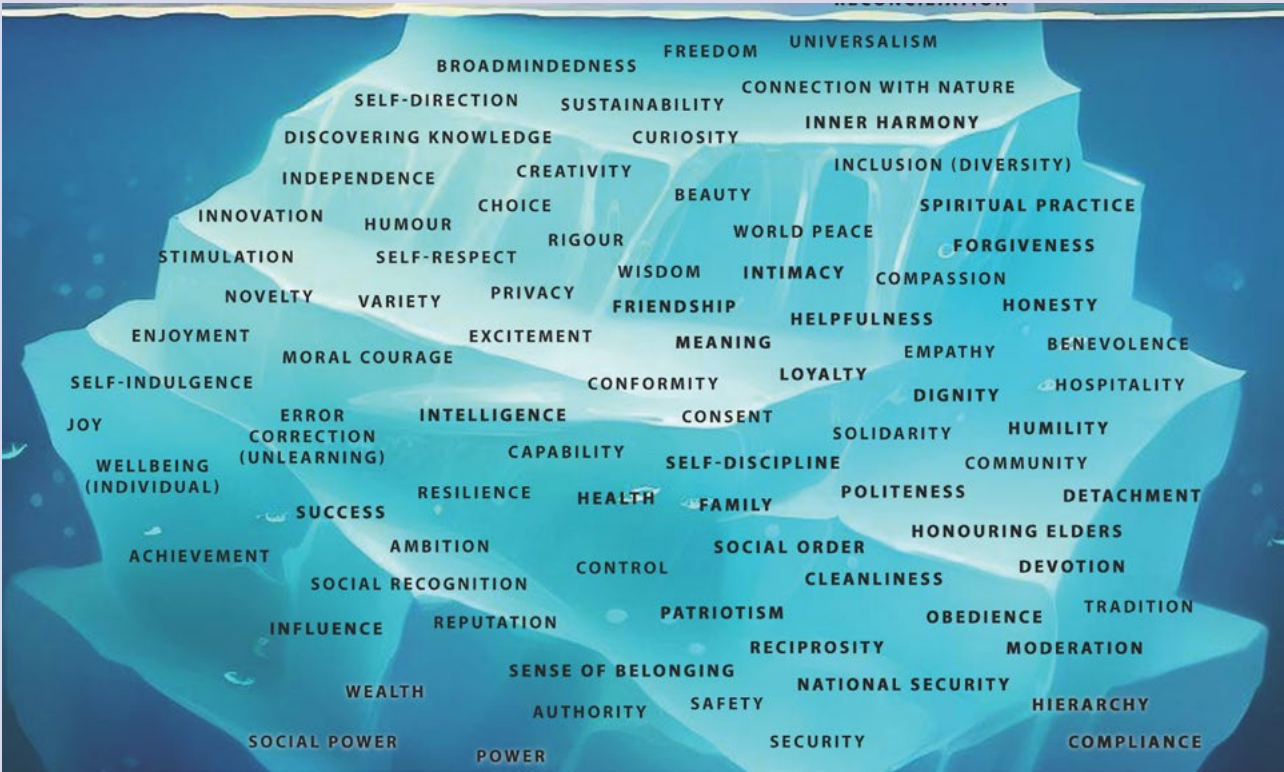 RECONCILIATION
UNIVERSALISM
FREEDOM
BROADMINDEDNESS
CONNECTION WITH NATURE
SELF-DIRECTION
SUSTAINABILITY
INNER HARMONY
DISCOVERING KNOWLEDGE
CURIOSITY
INCLUSION (DIVERSITY)
CREATIVITY
INDEPENDENCE
BEAUTY
CHOICE
SPIRITUAL PRACTICE
INNOVATION
HUMOUR
WORLD PEACE
RIGOUR
FORGIVENESS
STIMULATION
SELF-RESPECT
WISDOM
INTIMACY
COMPASSION
PRIVACY
NOVELTY
VARIETY
FRIENDSHIP
HONESTY
HELPFULNESS
ENJOYMENT
EXCITEMENT
MEANING
BENEVOLENCE
EMPATHY
MORAL COURAGE
LOYALTY
SELF-INDULGENCE
CONFORMITY
HOSPITALITY
DIGNITY
ERROR
CORRECTION
(UNLEARNING)
INTELLIGENCE
CONSENT
JOY
SOLIDARITY
HUMILITY
CAPABILITY
SELF-DISCIPLINE
COMMUNITY
WELLBEING
(INDIVIDUAL)
RESILIENCE
HEALTH
POLITENESS
DETACHMENT
FAMILY
SUCCESS
HONOURING ELDERS
AMBITION
SOCIAL ORDER
ACHIEVEMENT
CONTROL
DEVOTION
CLEANLINESS
SOCIAL RECOGNITION
TRADITION
PATRIOTISM
OBEDIENCE
REPUTATION
INFLUENCE
RECIPROCITY
MODERATION
SENSE OF BELONGING
NATIONAL SECURITY
WEALTH
SAFETY
HIERARCHY
AUTHORITY
SOCIAL POWER
SECURITY
COMPLIANCE
POWER